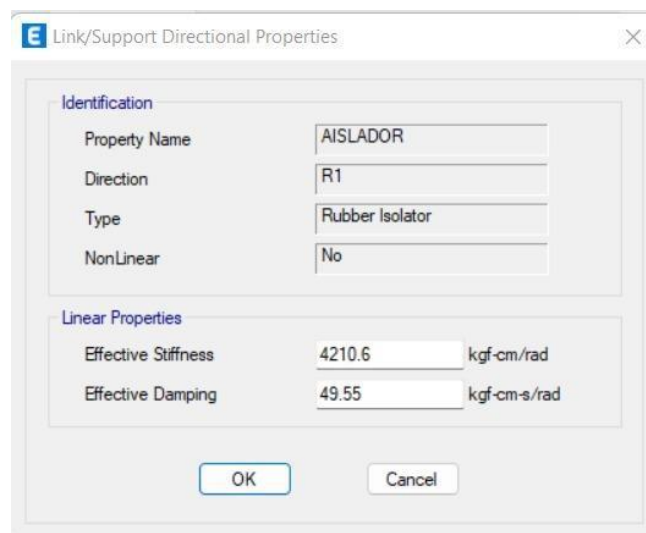 E Link/Support Directional Properties
Identification
Property Name AISLADOR
Direction R1
Type Rubber Isolator
NonLinear No
Linear Properties
Effective Stiffness 4210.6 kgf-cm/rad
Effective Damping 49.55 kgf-cm-s/rad
OK Cancel